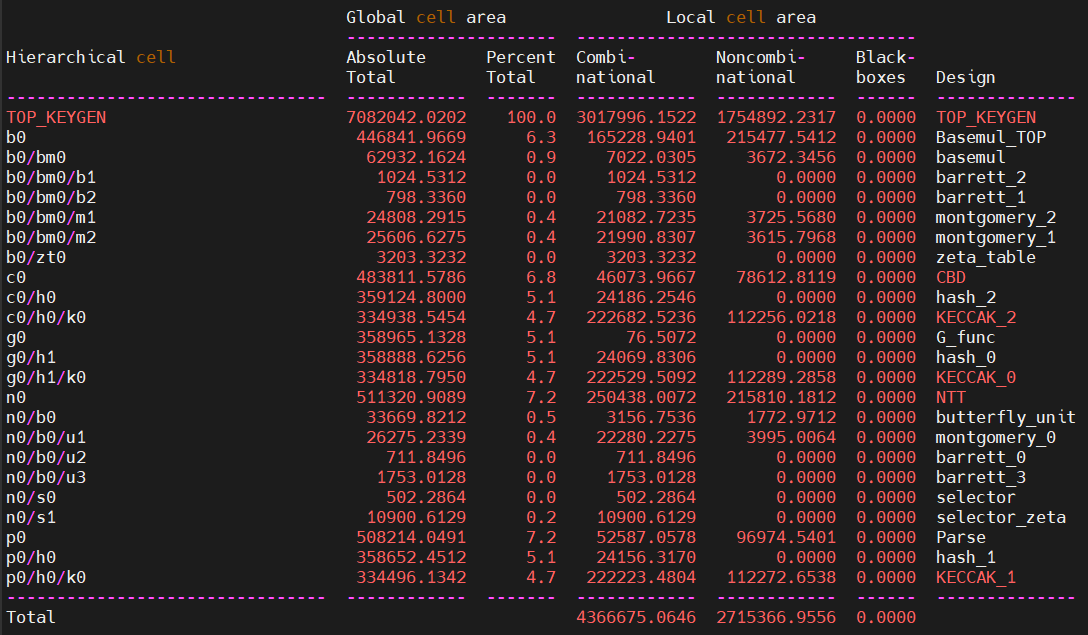 Global cell area Local cell area
--------------------- ----------------------------------
Hierarchical cell Absolute Percent Combi- Noncombi- Black-
Total Total national national boxes Design
-------------------------------- ------------ ------- ------------ ------------ ------ --------------
TOP_KEYGEN 7082042.0202 100.0 3017996.1522 1754892.2317 0.0000 TOP_KEYGEN
b0 446841.9669 6.3 165228.9401 215477.5412 0.0000 Basemul_TOP
b0/bm0 62932.1624 0.9 7022.0305 3672.3456 0.0000 basemul
b0/bm0/b1 1024.5312 0.0 1024.5312 0.0000 0.0000 barrett_2
b0/bm0/b2 798.3360 0.0 798.3360 0.0000 0.0000 barrett_1
b0/bm0/m1 24808.2915 0.4 21082.7235 3725.5680 0.0000 montgomery_2
b0/bm0/m2 25606.6275 0.4 21990.8307 3615.7968 0.0000 montgomery_1
b0/zt0 3203.3232 0.0 3203.3232 0.0000 0.0000 zeta_table
c0 483811.5786 6.8 46073.9667 78612.8119 0.0000 CBD
c0/h0 359124.8000 5.1 24186.2546 0.0000 0.0000 hash_2
c0/h0/k0 334938.5454 4.7 222682.5236 112256.0218 0.0000 KECCAK_2
g0 358965.1328 5.1 76.5072 0.0000 0.0000 G_func
g0/h1 358888.6256 5.1 24069.8306 0.0000 0.0000 hash_0
g0/h1/k0 334818.7950 4.7 222529.5092 112289.2858 0.0000 KECCAK_0
n0 511320.9089 7.2 250438.0072 215810.1812 0.0000 NTT
n0/b0 33669.8212 0.5 3156.7536 1772.9712 0.0000 butterfly_unit
n0/b0/u1 26275.2339 0.4 22280.2275 3995.0064 0.0000 montgomery_0
n0/b0/u2 711.8496 0.0 711.8496 0.0000 0.0000 barrett_0
n0/b0/u3 1753.0128 0.0 1753.0128 0.0000 0.0000 barrett_3
n0/s0 502.2864 0.0 502.2864 0.0000 0.0000 selector
n0/s1 10900.6129 0.2 10900.6129 0.0000 0.0000 selector_zeta
p0 508214.0491 7.2 52587.0578 96974.5401 0.0000 Parse
p0/h0 358652.4512 5.1 24156.3170 0.0000 0.0000 hash_1
p0/h0/k0 334496.1342 4.7 222223.4804 112272.6538 0.0000 KECCAK_1
-------------------------------- ------------ ------- ------------ ------------ ------ --------------
Total 4366675.0646 2715366.9556 0.0000